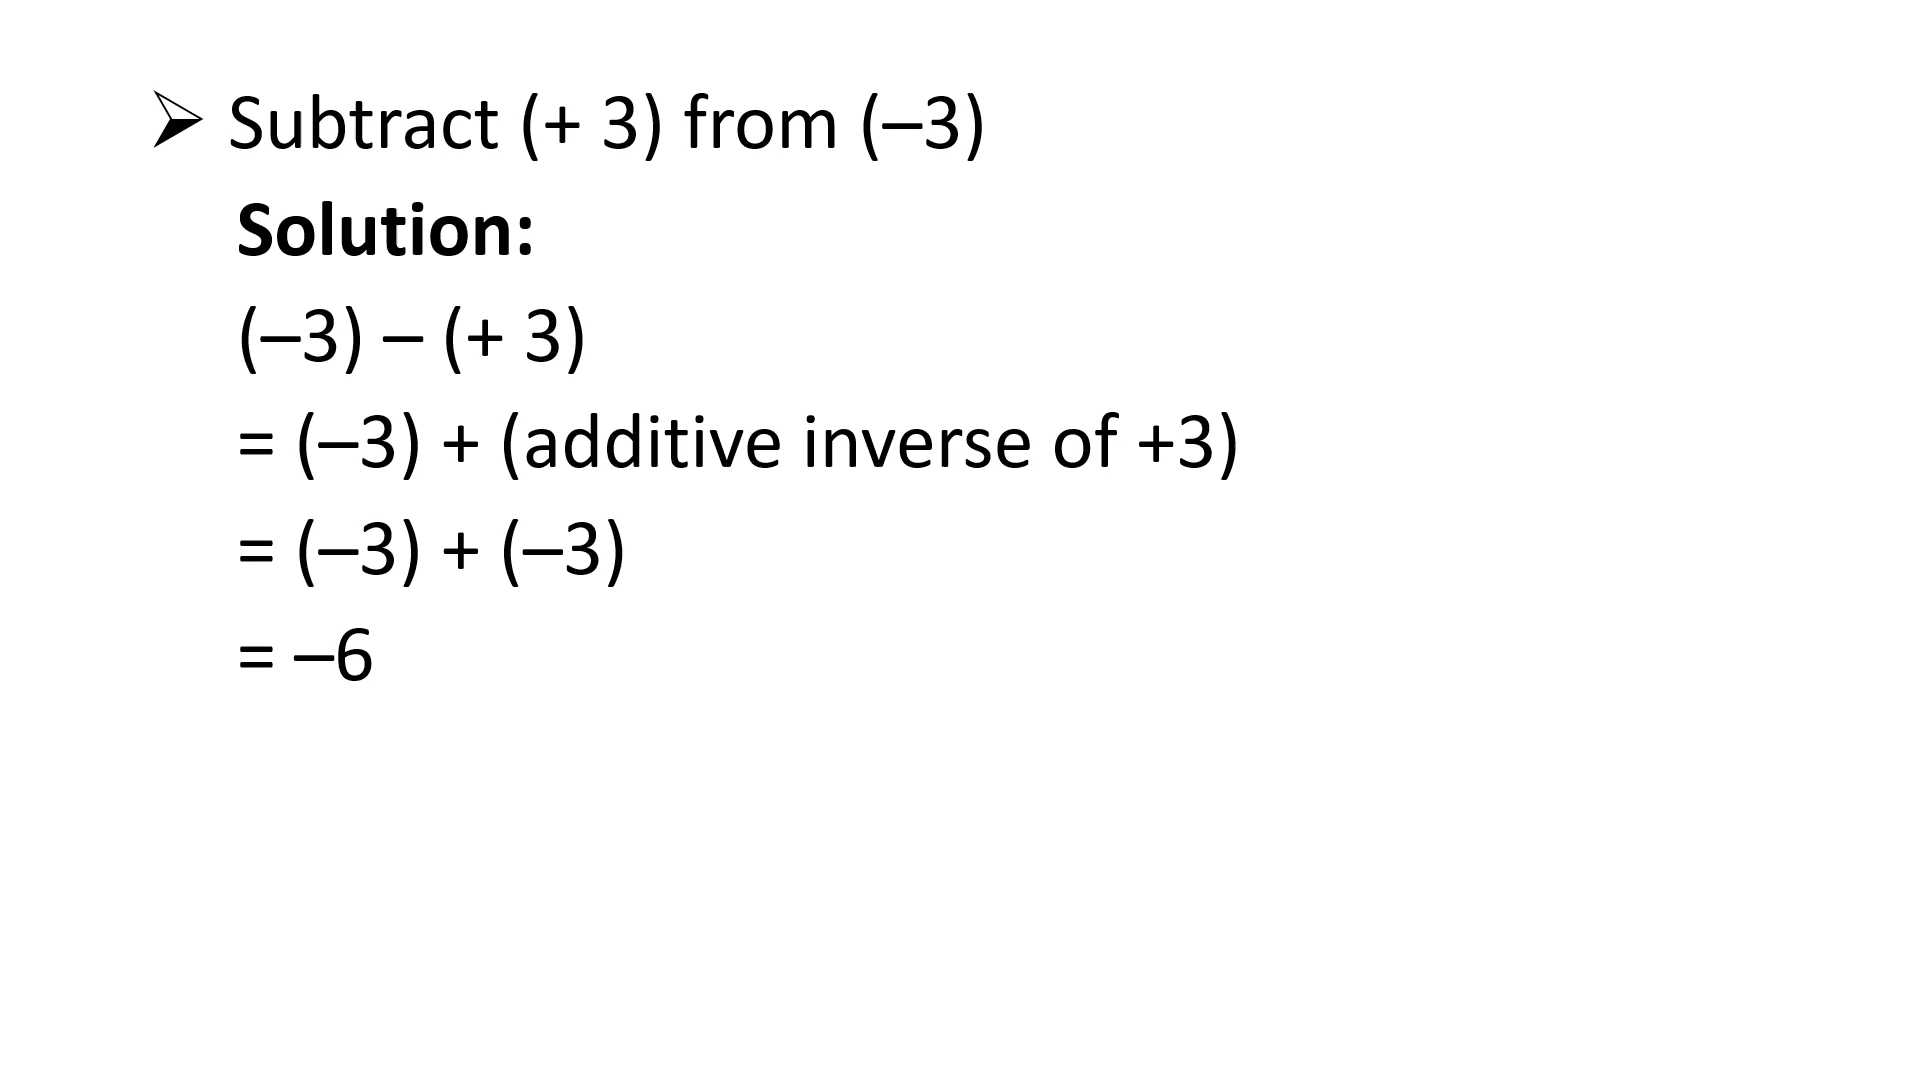 ➢ Subtract (+ 3) from (–3)
Solution:
(–3) – (+ 3)
= (–3) + (additive inverse of +3)
= (–3) + (–3)
= –6